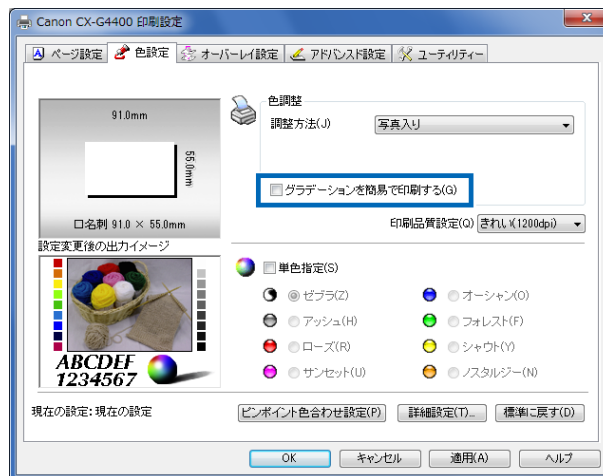 Canon CX-G4400 印刷設定
ページ設定 色設定 オーバーレイ設定 アドバンスド設定 ユーティリティー
91.0mm
55.0mm
口名刺 91.0 × 55.0mm
設定変更後の出力イメージ
ABCDEF
1234567
現在の設定:現在の設定
色調整
調整方法(J) 写真入り
グラデーションを簡易で印刷する(G)
印刷品質設定(Q) きれい(1200dpi)
単色指定(S)
ゼブラ(Z) オーシャン(O)
アッシュ(H) フォレスト(F)
ローズ(R) シャウト(Y)
サンセット(U) ノスタルジー(N)
ピンポイント色合わせ設定(P) 詳細設定(T)... 標準に戻す(D)
OK キャンセル 適用(A) ヘルプ